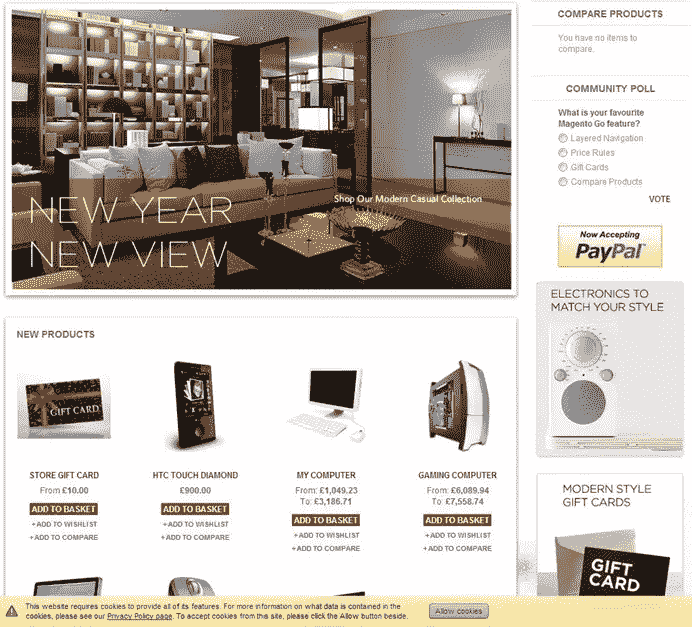 NEW YEAR
NEW VIEW
Shop Our Modern Casual Collection
COMPARE PRODUCTS
You have no items to
compare.
COMMUNITY POLL
What is your favourite
Magento Go feature?
Layered Navigation
Price Rules
Gift Cards
Compare Products
VOTE
Now Accepting
PayPal
ELECTRONICS TO
MATCH YOUR STYLE
MODERN STYLE
GIFT CARDS
GIFT
CARD
NEW PRODUCTS
GIFT CARD
STORE GIFT CARD
From £10.00
ADD TO BASKET
+ADD TO WISHLIST
+ADD TO COMPARE
HTC TOUCH DIAMOND
£900.00
ADD TO BASKET
+ADD TO WISHLIST
+ADD TO COMPARE
MY COMPUTER
From: £1,049.23
To: £3,186.71
ADD TO BASKET
+ADD TO WISHLIST
+ADD TO COMPARE
GAMING COMPUTER
From: £6,089.94
To: £7,558.74
ADD TO BASKET
+ADD TO WISHLIST
+ADD TO COMPARE
This website requires cookies to provide all of its features. For more information on what data is contained in the
cookies, please see our Privacy Policy page. To accept cookies from this site, please click the Allow button beside.
Allow cookies